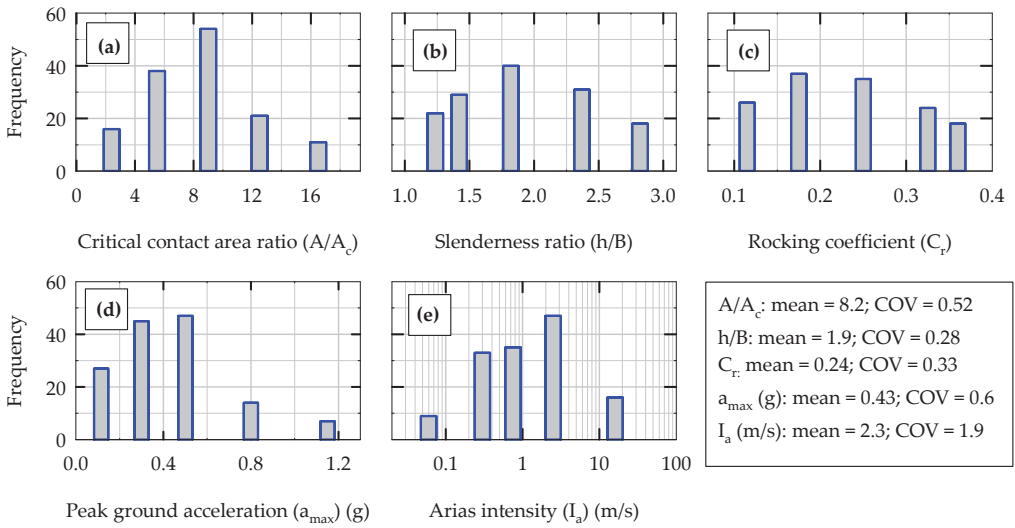 60
40
20
0
Frequency
(a)
0 4 8 12 16
Critical contact area ratio (A/A_c)
(b)
1.0 1.5 2.0 2.5 3.0
Slenderness ratio (h/B)
(c)
0.1 0.2 0.3 0.4
Rocking coefficient (C_r)
60
40
20
0
Frequency
(d)
0.0 0.4 0.8 1.2
Peak ground acceleration (a_max) (g)
(e)
0.1 1 10 100
Arias intensity (I_a) (m/s)
A/A_c: mean = 8.2; COV = 0.52
h/B: mean = 1.9; COV = 0.28
C_r: mean = 0.24; COV = 0.33
a_max (g): mean = 0.43; COV = 0.6
I_a (m/s): mean = 2.3; COV = 1.9